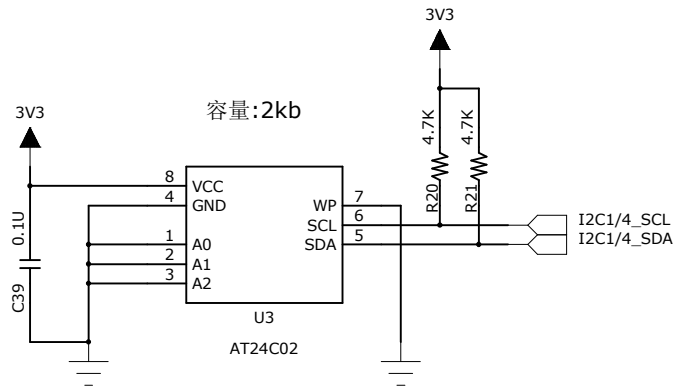 3V3
容量:2kb
3V3
4.7K
4.7K
R20
R21
0.1U
C39
8
VCC
4
GND
1
A0
2
A1
3
A2
WP
7
SCL
6
SDA
5
I2C1/4_SCL
I2C1/4_SDA
U3
AT24C02